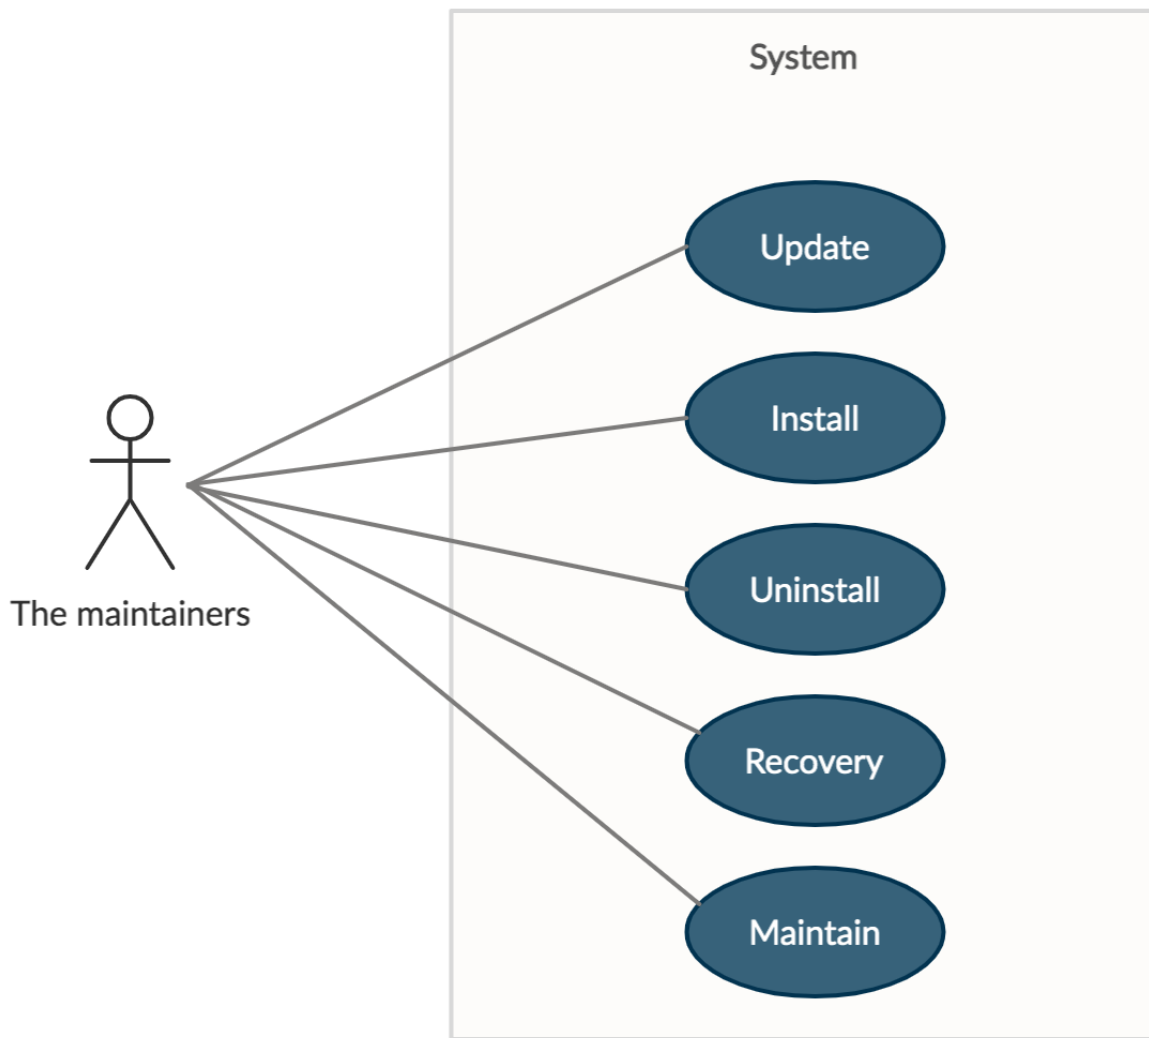 System
Update
Install
Uninstall
Recovery
Maintain
The maintainers